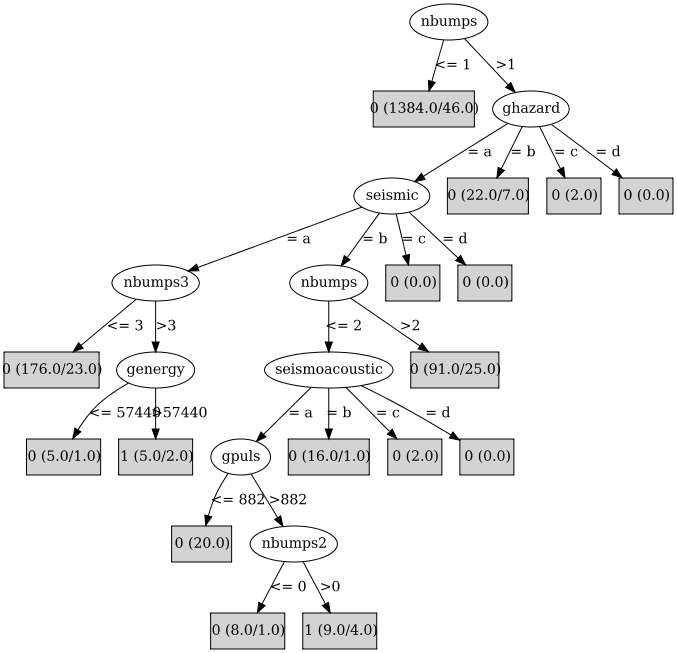 nbumps
<= 1
>1
0 (1384.0/46.0)
ghazard
= a
= b
= c
= d
seismic
0 (22.0/7.0)
0 (2.0)
0 (0.0)
= a
= b
= c
= d
nbumps3
nbumps
0 (0.0)
0 (0.0)
<= 3
>3
<= 2
>2
0 (176.0/23.0)
genergy
seismoacoustic
0 (91.0/25.0)
<= 57440
>57440
= a
= b
= c
= d
0 (5.0/1.0)
1 (5.0/2.0)
gpuls
0 (16.0/1.0)
0 (2.0)
0 (0.0)
<= 882
>882
0 (20.0)
nbumps2
<= 0
>0
0 (8.0/1.0)
1 (9.0/4.0)